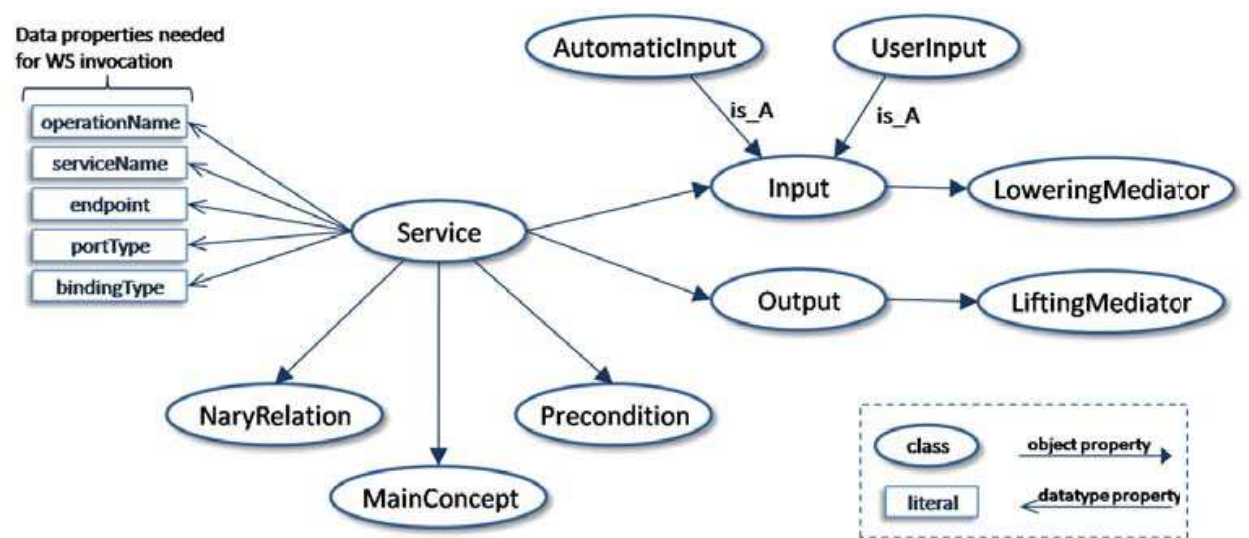 Data properties needed
for WS invocation
operationName
serviceName
endpoint
portType
bindingType
AutomaticInput
UserInput
is_A
is_A
Input
LoweringMediator
Service
Output
LiftingMediator
NaryRelation
Precondition
MainConcept
class
object property
literal
datatype property